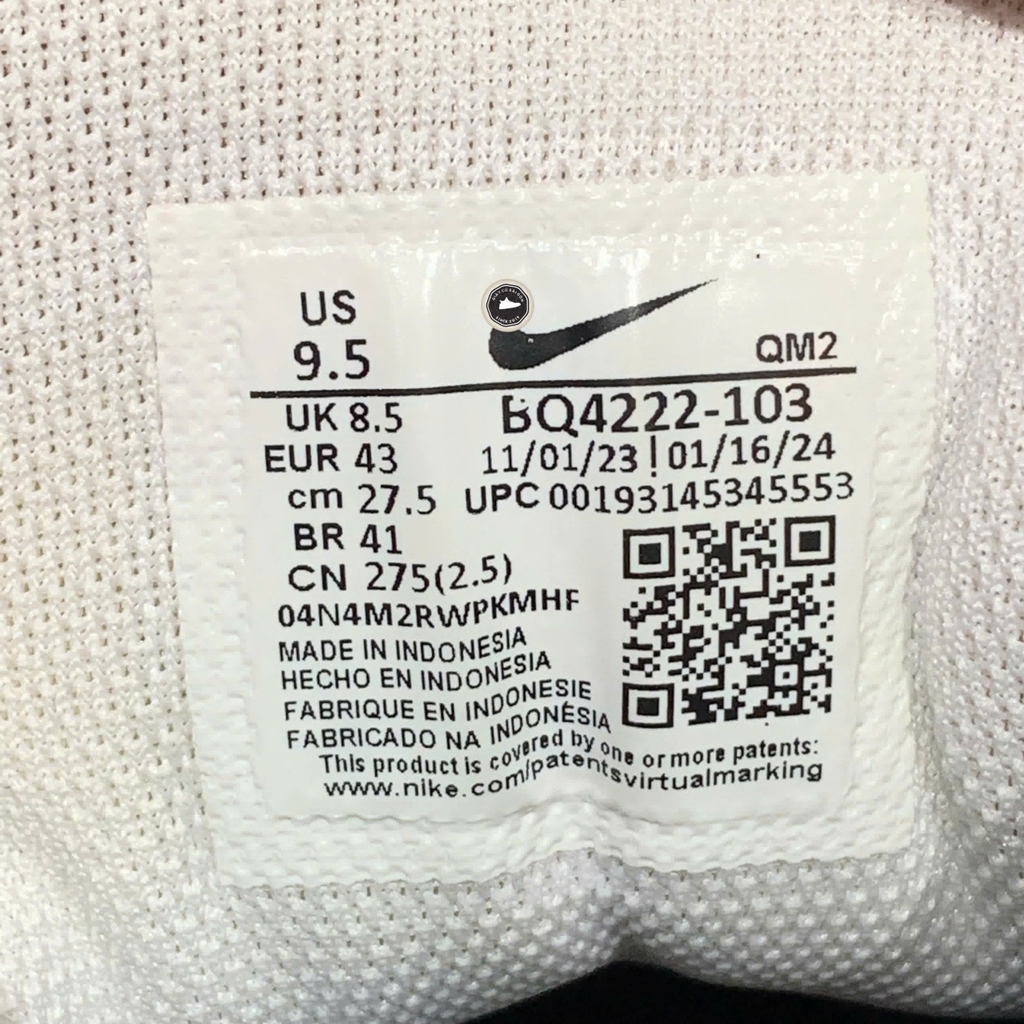 US
9.5
QM2
UK 8.5
BQ4222-103
EUR 43
11/01/23 | 01/16/24
cm 27.5
UPC 00193145345553
BR 41
CN 275(2.5)
04N4M2RWPKMHF
MADE IN INDONESIA
HECHO EN INDONESIA
FABRIQUE EN INDONESIE
FABRICADO NA INDONÉSIA
This product is covered by one or more patents:
www.nike.com/patentsvirtualmarking